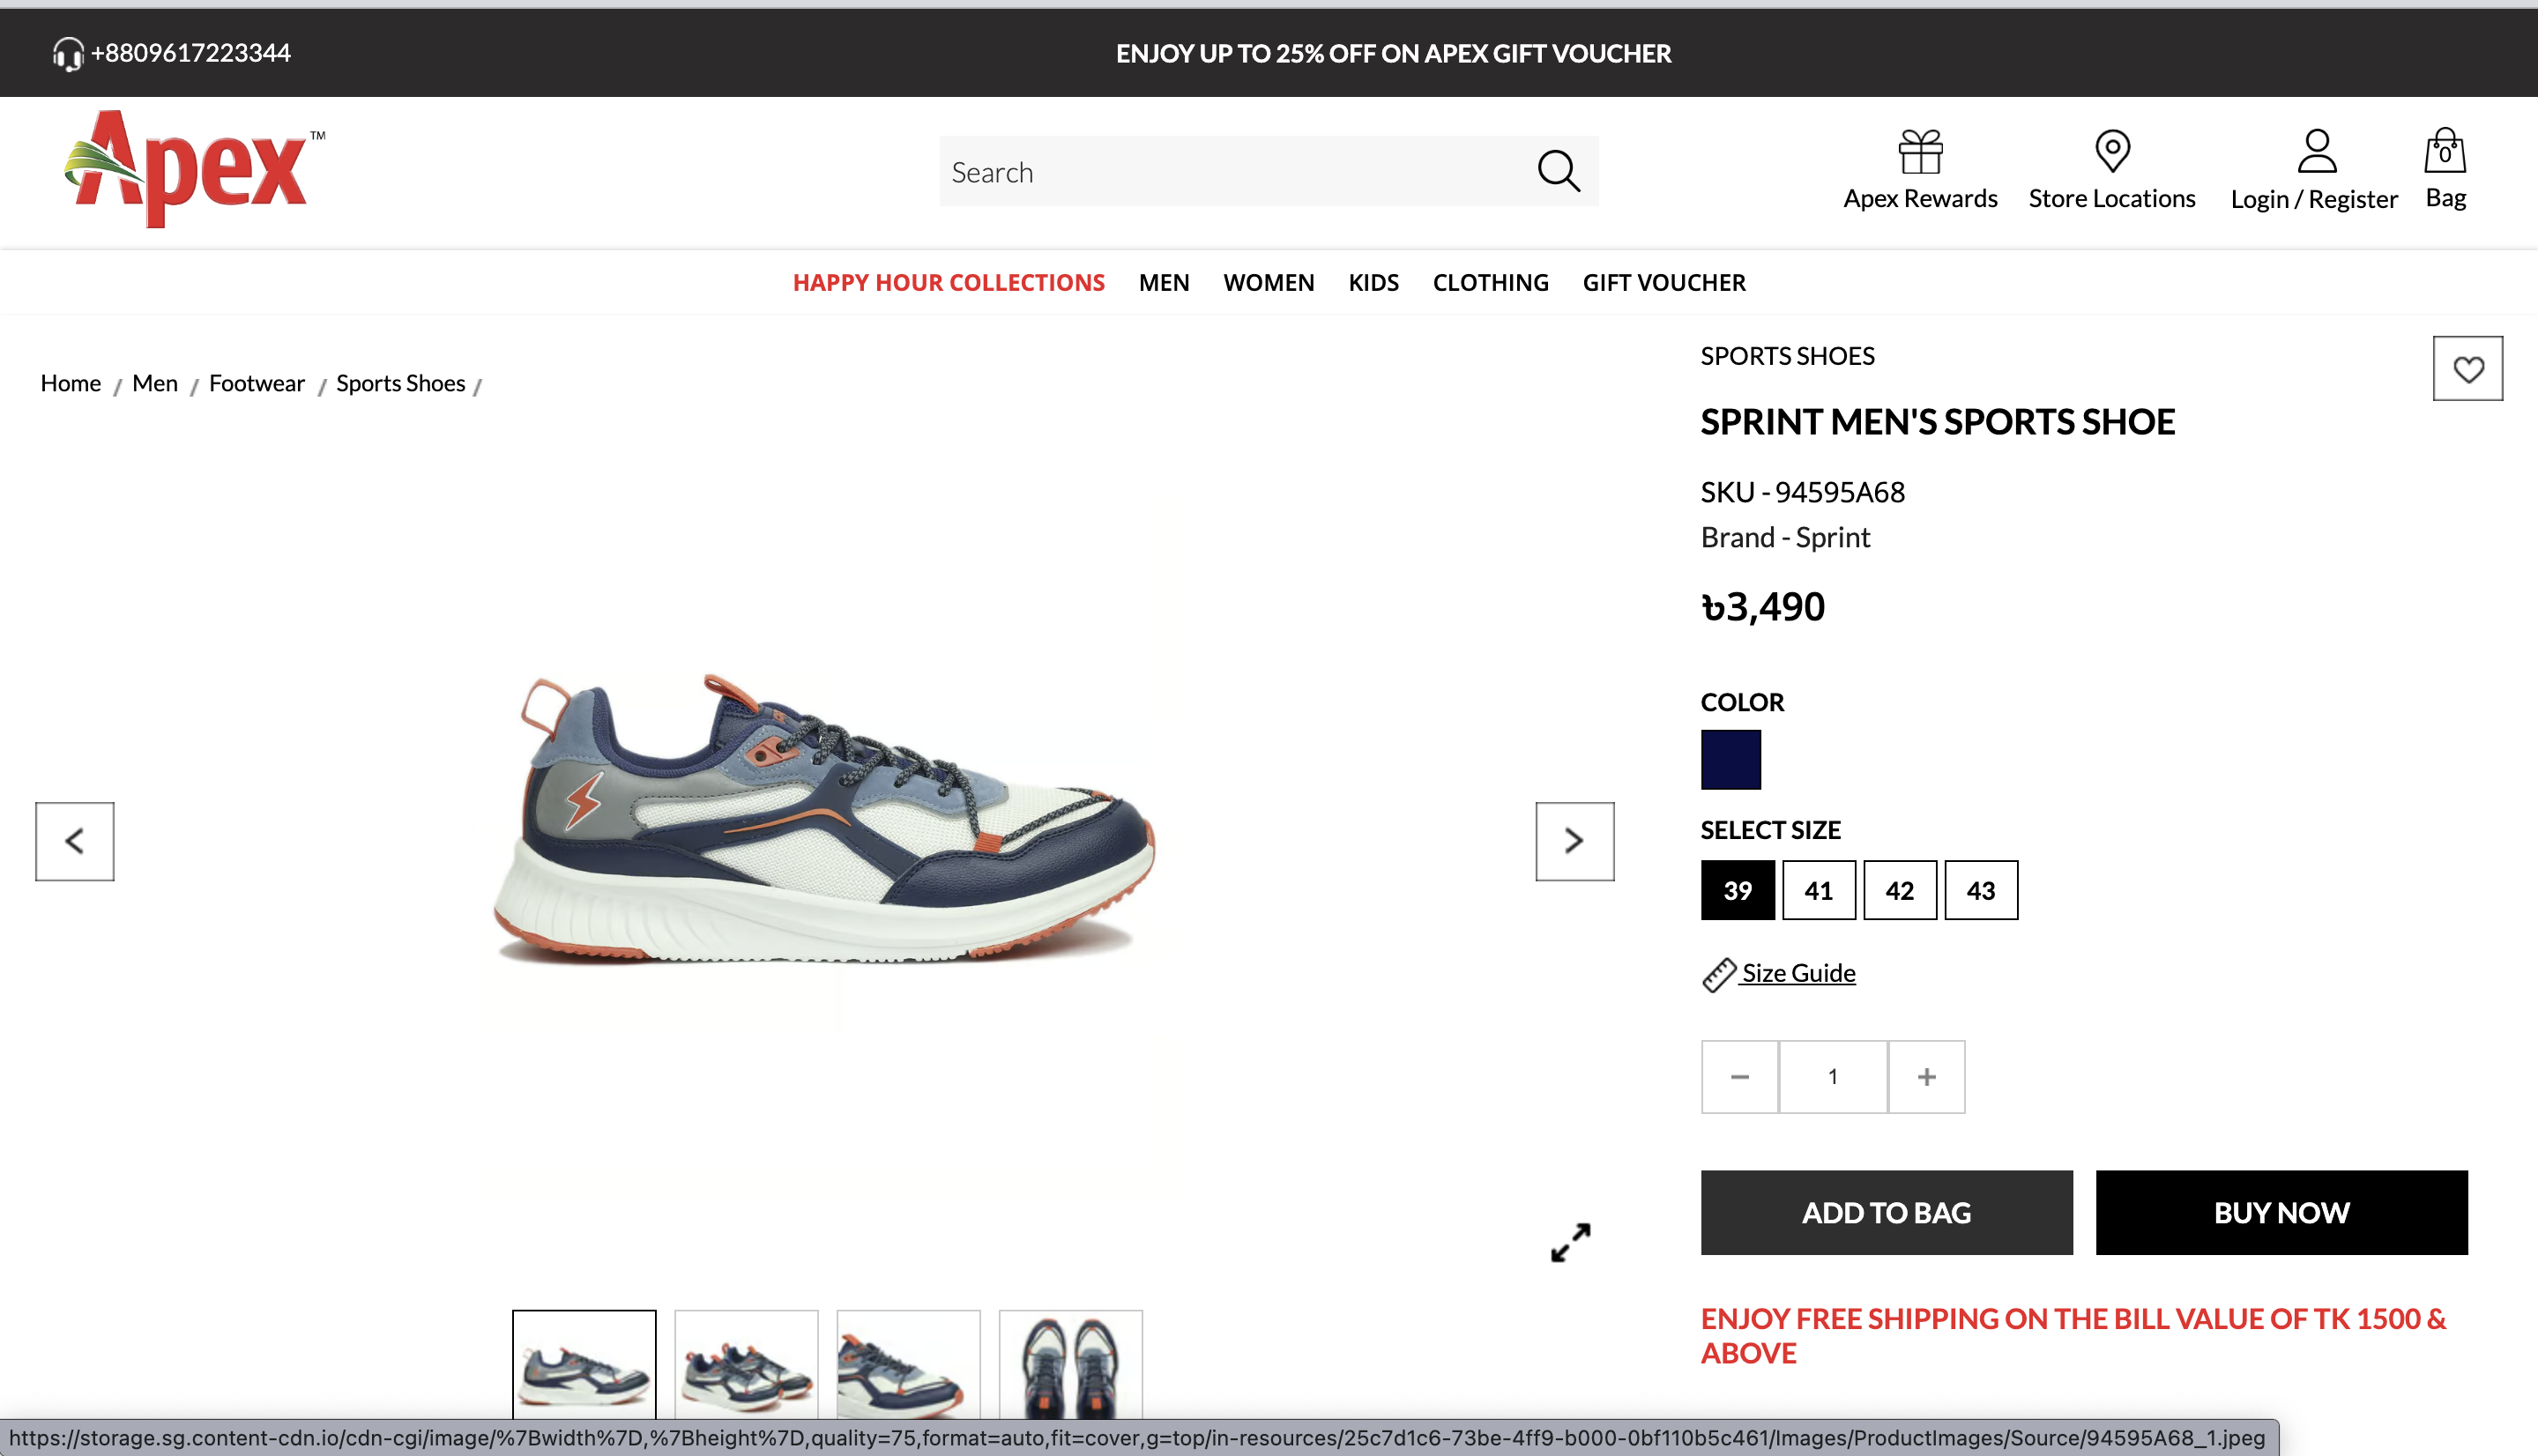 +8809617223344
ENJOY UP TO 25% OFF ON APEX GIFT VOUCHER
Apex™
Search
Apex Rewards
Store Locations
Login / Register
0
Bag
HAPPY HOUR COLLECTIONS MEN WOMEN KIDS CLOTHING GIFT VOUCHER
Home / Men / Footwear / Sports Shoes /
SPORTS SHOES
SPRINT MEN'S SPORTS SHOE
SKU - 94595A68
Brand - Sprint
৳3,490
COLOR
SELECT SIZE
39 41 42 43
Size Guide
1
ADD TO BAG
BUY NOW
ENJOY FREE SHIPPING ON THE BILL VALUE OF TK 1500 &
ABOVE
https://storage.sg.content-cdn.io/cdn-cgi/image/%7Bwidth%7D,%7Bheight%7D,quality=75,format=auto,fit=cover,g=top/in-resources/25c7d1c6-73be-4ff9-b000-0bf110b5c461/Images/ProductImages/Source/94595A68_1.jpeg